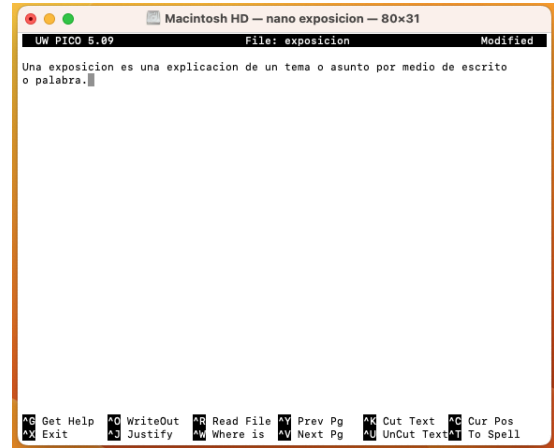 Macintosh HD — nano exposicion — 80×31
UW PICO 5.09 File: exposicion Modified
Una exposicion es una explicacion de un tema o asunto por medio de escrito
o palabra.
^G Get Help ^O WriteOut ^R Read File ^Y Prev Pg ^K Cut Text ^C Cur Pos
^X Exit ^J Justify ^W Where is ^V Next Pg ^U UnCut Text ^T To Spell